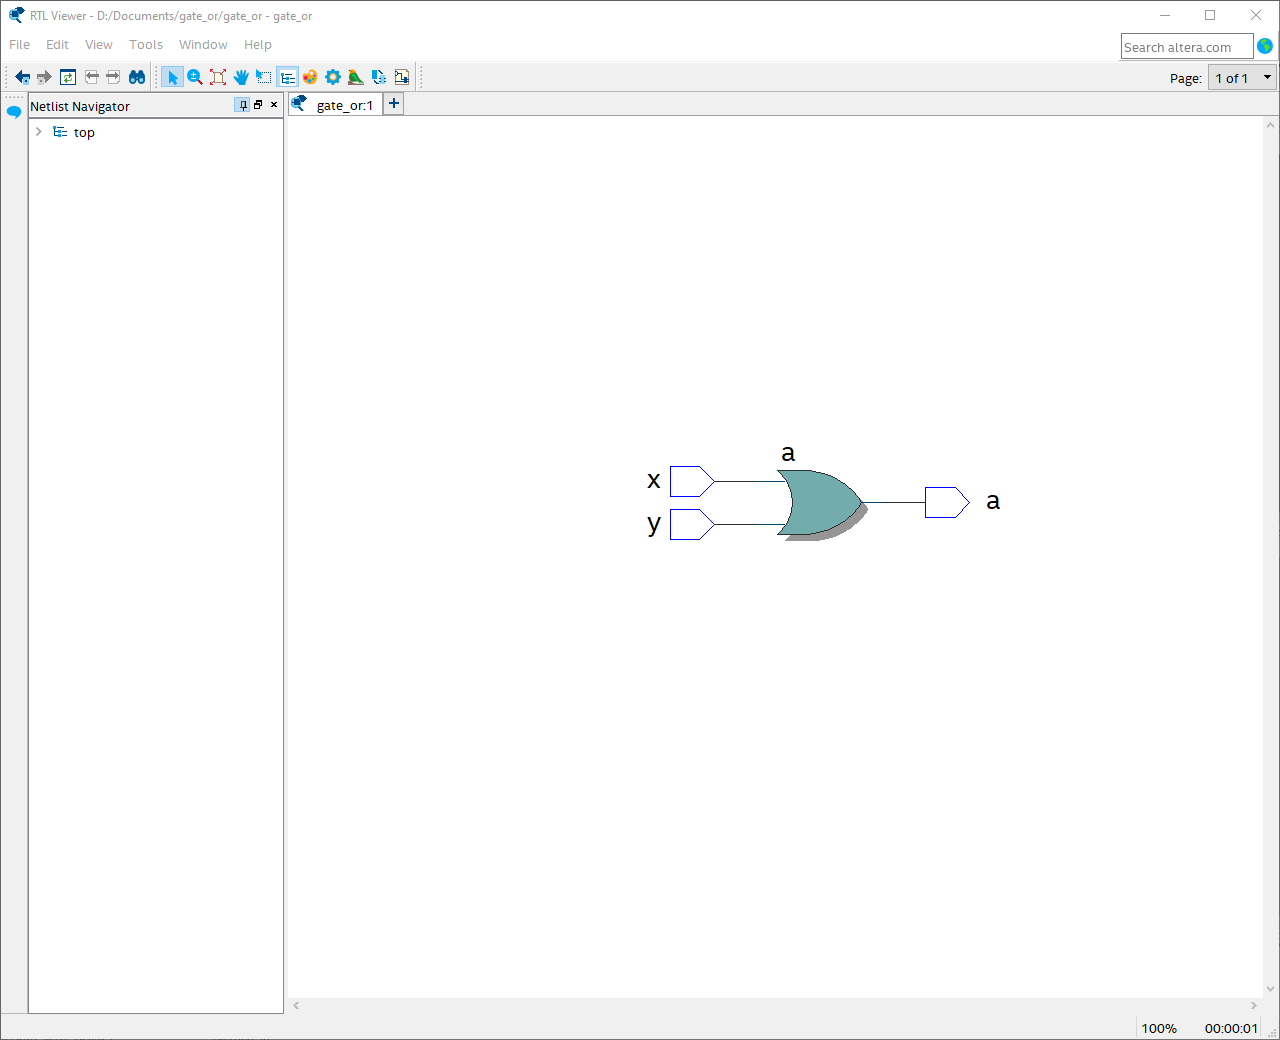 RTL Viewer - D:/Documents/gate_or/gate_or - gate_or
File Edit View Tools Window Help
Search altera.com
Page: 1 of 1
Netlist Navigator
gate_or:1
top
a
x
y
a
100% 00:00:01